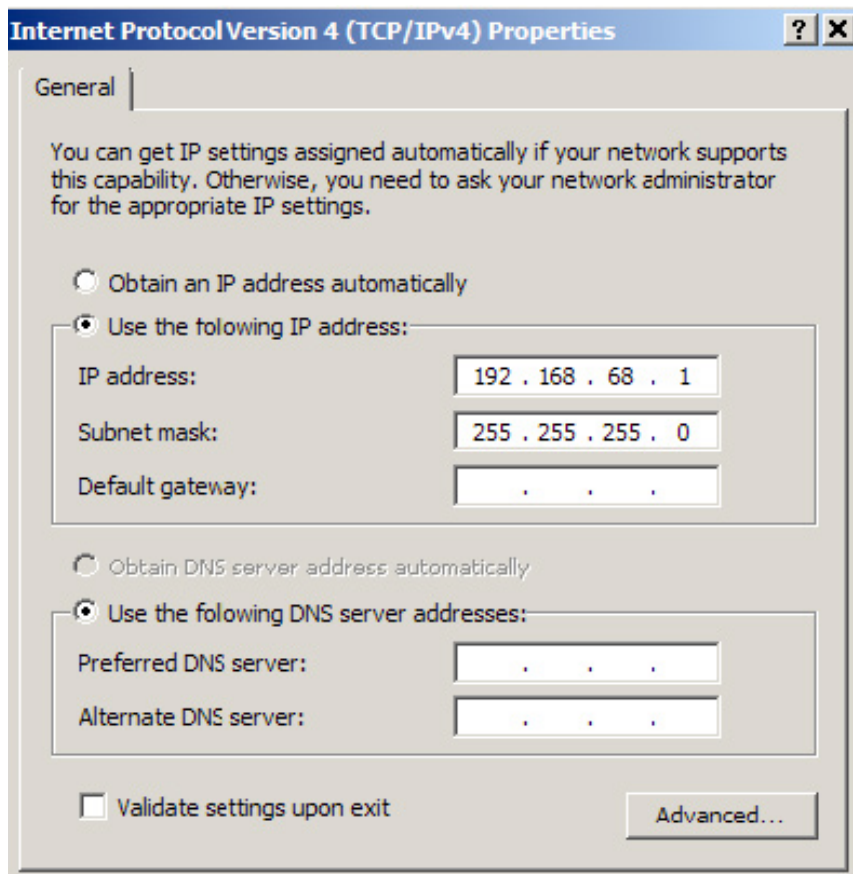 Internet Protocol Version 4 (TCP/IPv4) Properties
General
You can get IP settings assigned automatically if your network supports
this capability. Otherwise, you need to ask your network administrator
for the appropriate IP settings.
Obtain an IP address automatically
Use the folowing IP address:
IP address: 192 . 168 . 68 . 1
Subnet mask: 255 . 255 . 255 . 0
Default gateway: . . .
Obtain DNS server address automatically
Use the folowing DNS server addresses:
Preferred DNS server: . . .
Alternate DNS server: . . .
Validate settings upon exit
Advanced...